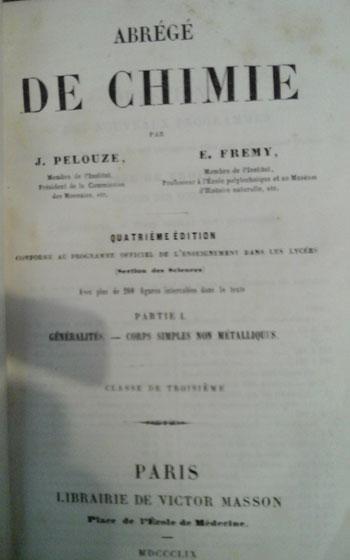 ABRÉGÉ
DE CHIMIE
PAR
J. PELOUZE,
Membre de l'Institut,
Président de la Commission
des Monnaies, etc.
E. FREMY,
Membre de l'Institut,
Professeur à l'École polytechnique et au Muséum
d'Histoire naturelle, etc.
QUATRIÈME ÉDITION
CONFORME AU PROGRAMME OFFICIEL DE L'ENSEIGNEMENT DANS LES LYCÉES
(Section des Sciences)
Avec plus de 200 figures intercalées dans le texte
PARTIE I.
GÉNÉRALITÉS. — CORPS SIMPLES NON MÉTALLIQUES.
CLASSE DE TROISIÈME
PARIS
LIBRAIRIE DE VICTOR MASSON
Place de l'École de Médecine.
MDCCCLIX